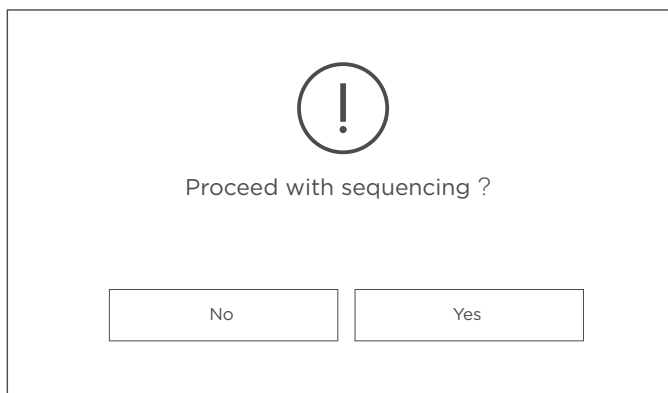 Proceed with sequencing ?
No
Yes